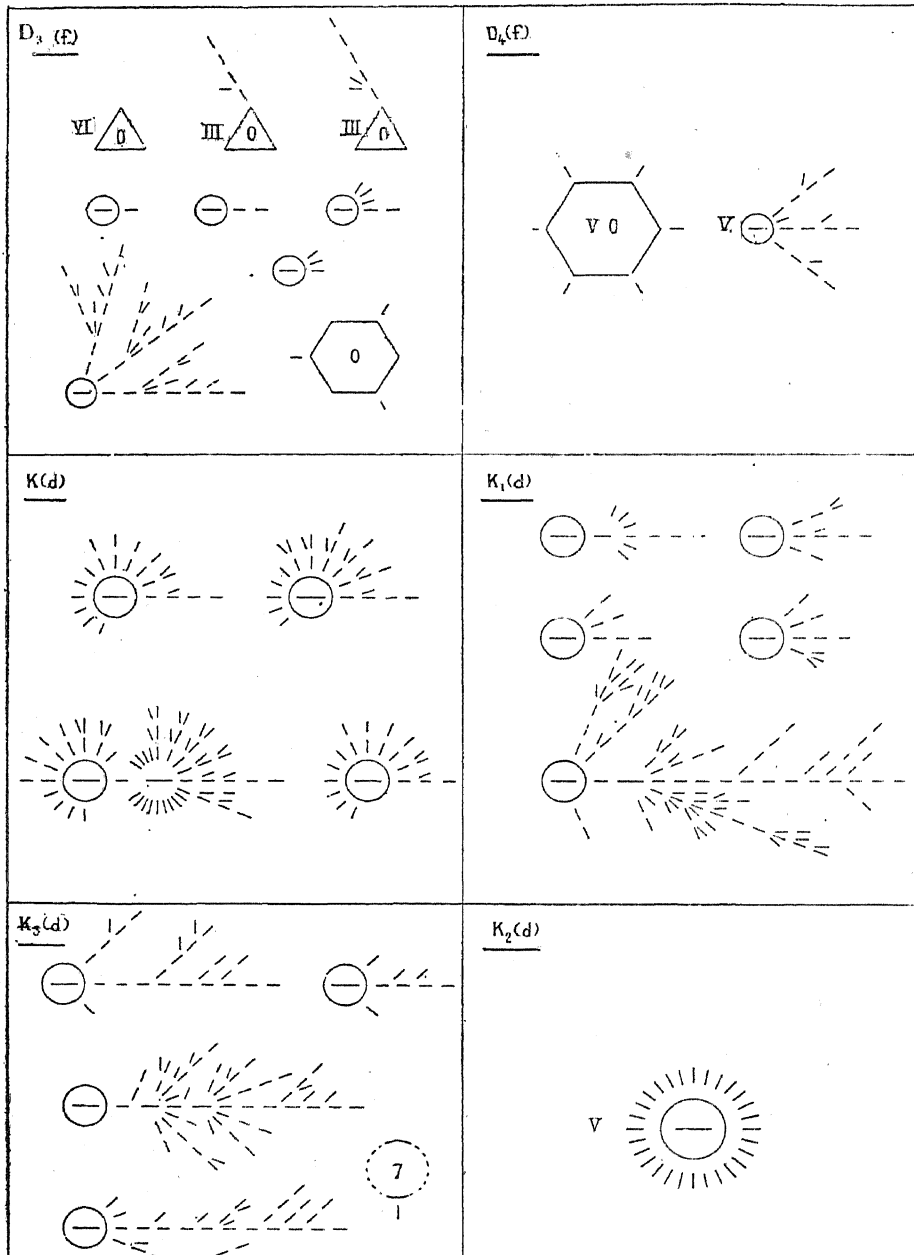 D₃ (f)
VI 0 III 0 III 0
0
D₄(f)
V 0 V
K(d)
K₁(d)
K₃(d)
7
K₂(d)
V